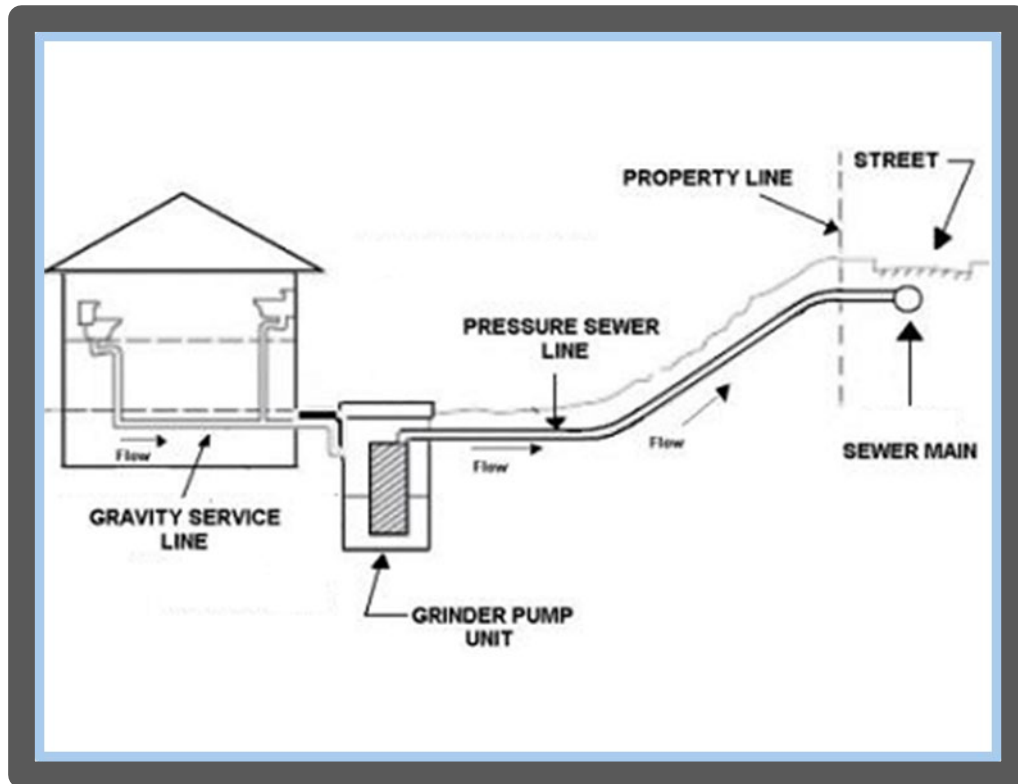 STREET
PROPERTY LINE
PRESSURE SEWER
LINE
Flow
Flow
Flow
SEWER MAIN
GRAVITY SERVICE
LINE
GRINDER PUMP
UNIT